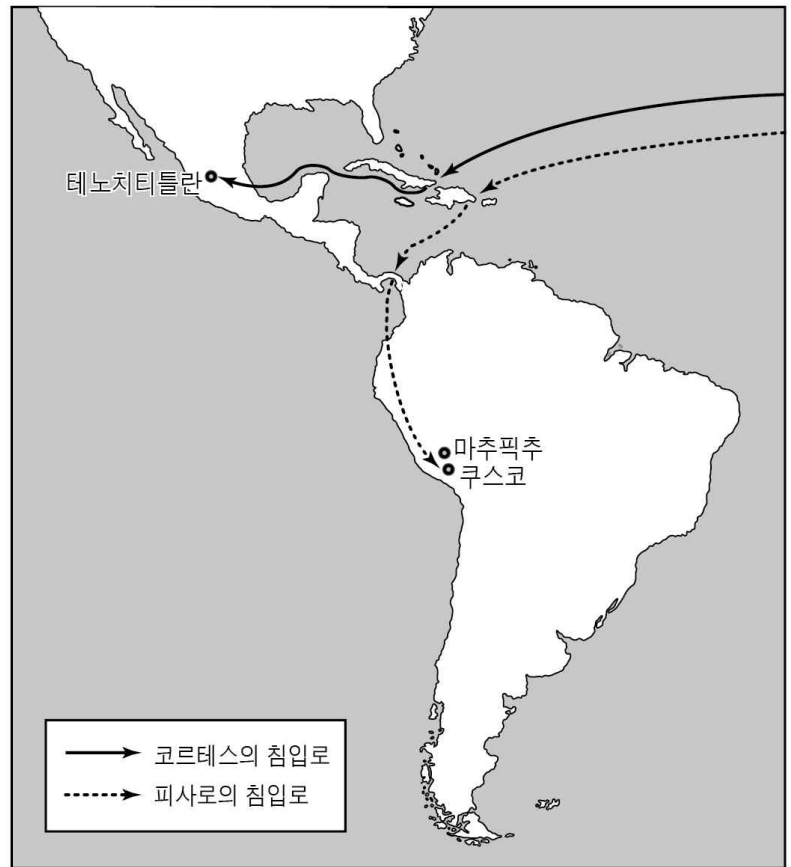 테노치티틀란
마추픽추
쿠스코
코르테스의 침입로
피사로의 침입로